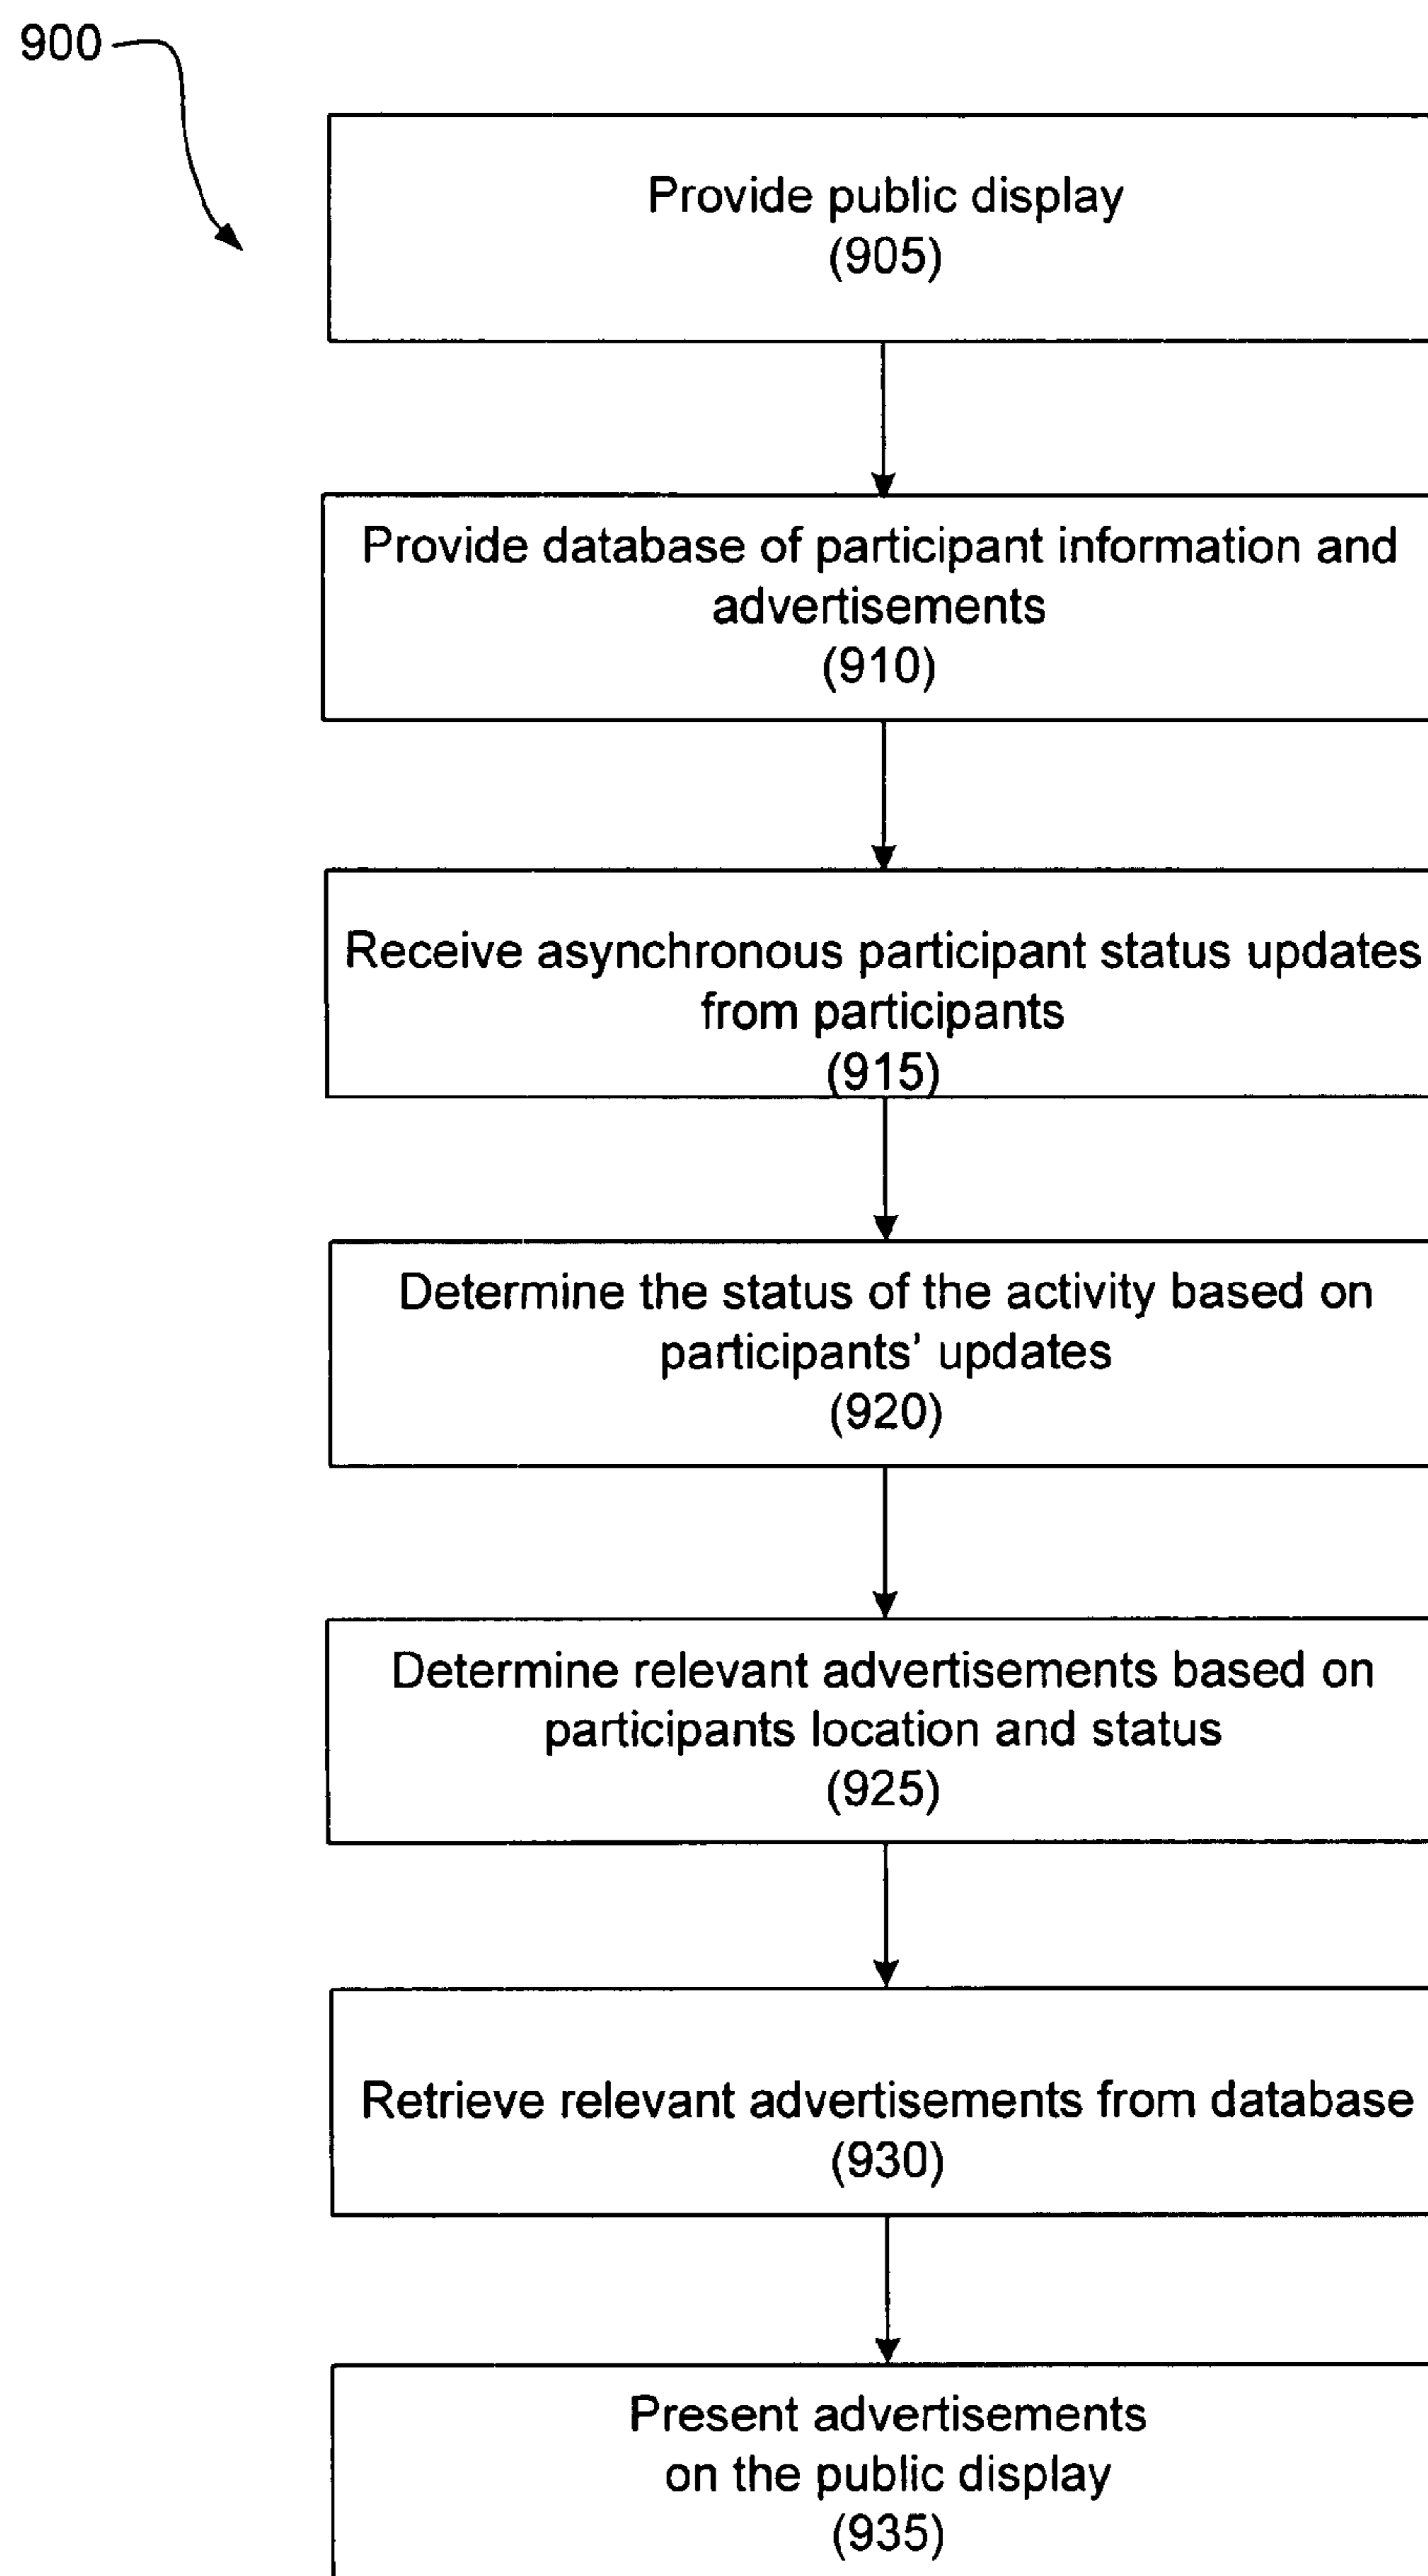 900
Provide public display
(905)
Provide database of participant information and
advertisements
(910)
Receive asynchronous participant status updates
from participants
(915)
Determine the status of the activity based on
participants' updates
(920)
Determine relevant advertisements based on
participants location and status
(925)
Retrieve relevant advertisements from database
(930)
Present advertisements
on the public display
(935)